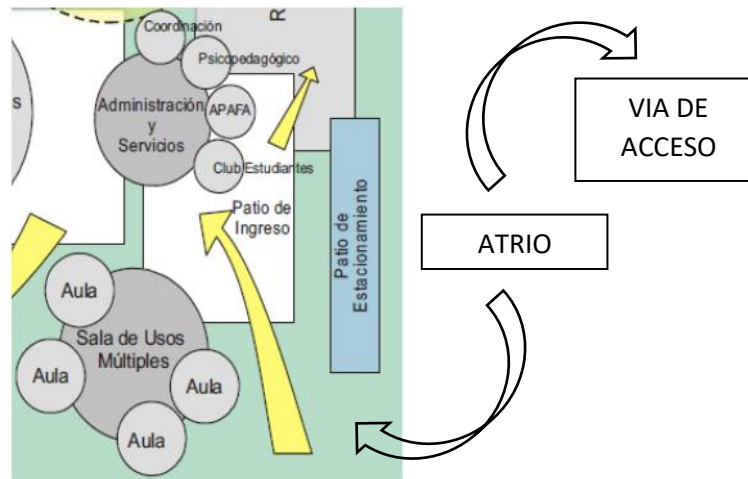 Coordinación
R
Psicopedagógico
s
Administración
y
Servicios
APAFA
Club Estudiantes
Patio de
Ingreso
Patio de
Estacionamiento
Aula
Sala de Usos
Múltiples
Aula
Aula
Aula
VIA DE
ACCESO
ATRIO